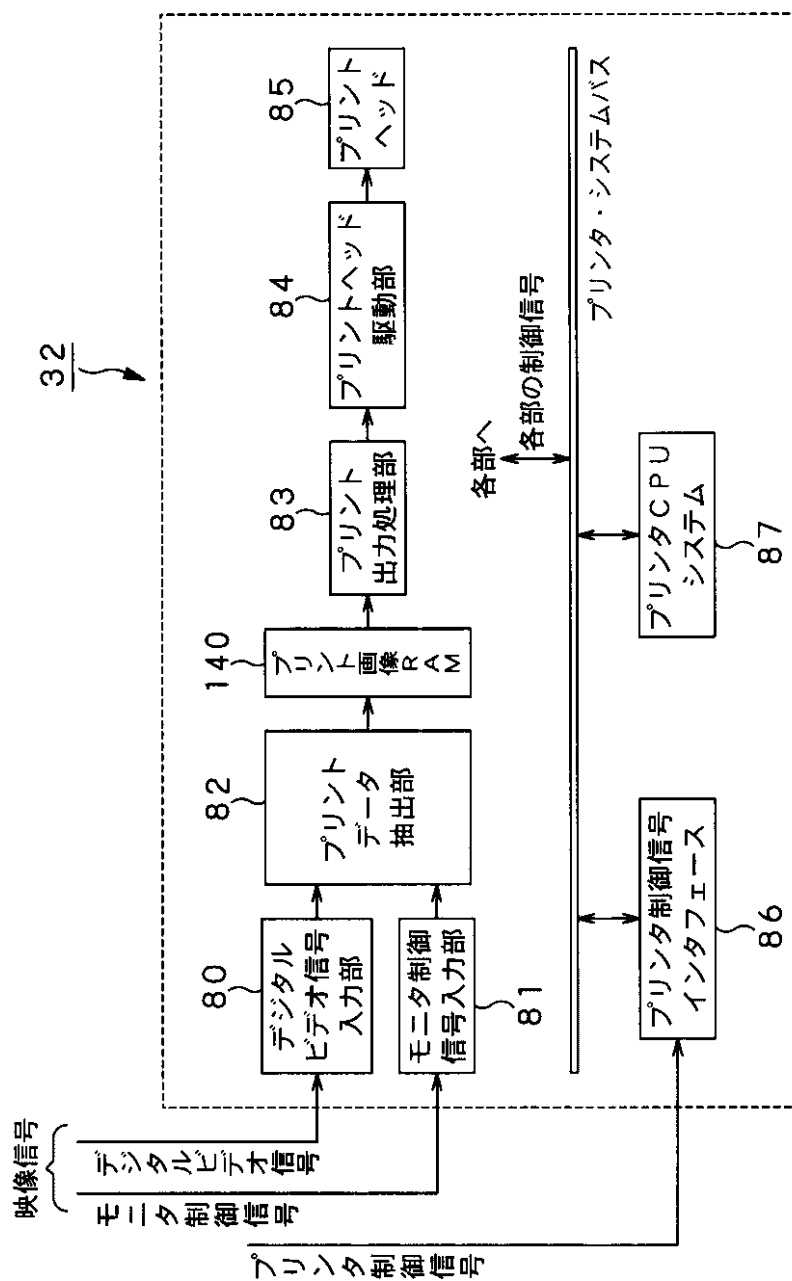 32
映像信号
デジタルビデオ信号
モニタ制御信号
プリンタ制御信号
80
デジタル
ビデオ信号
入力部
モニタ制御
信号入力部
81
82
プリント
データ
抽出部
140
プリント画像RAM
83
プリント
出力処理部
84
プリントヘッド
駆動部
85
プリント
ヘッド
各部へ
各部の制御信号
プリンタ・システムバス
プリンタ制御信号
インタフェース
86
プリンタCPU
システム
87